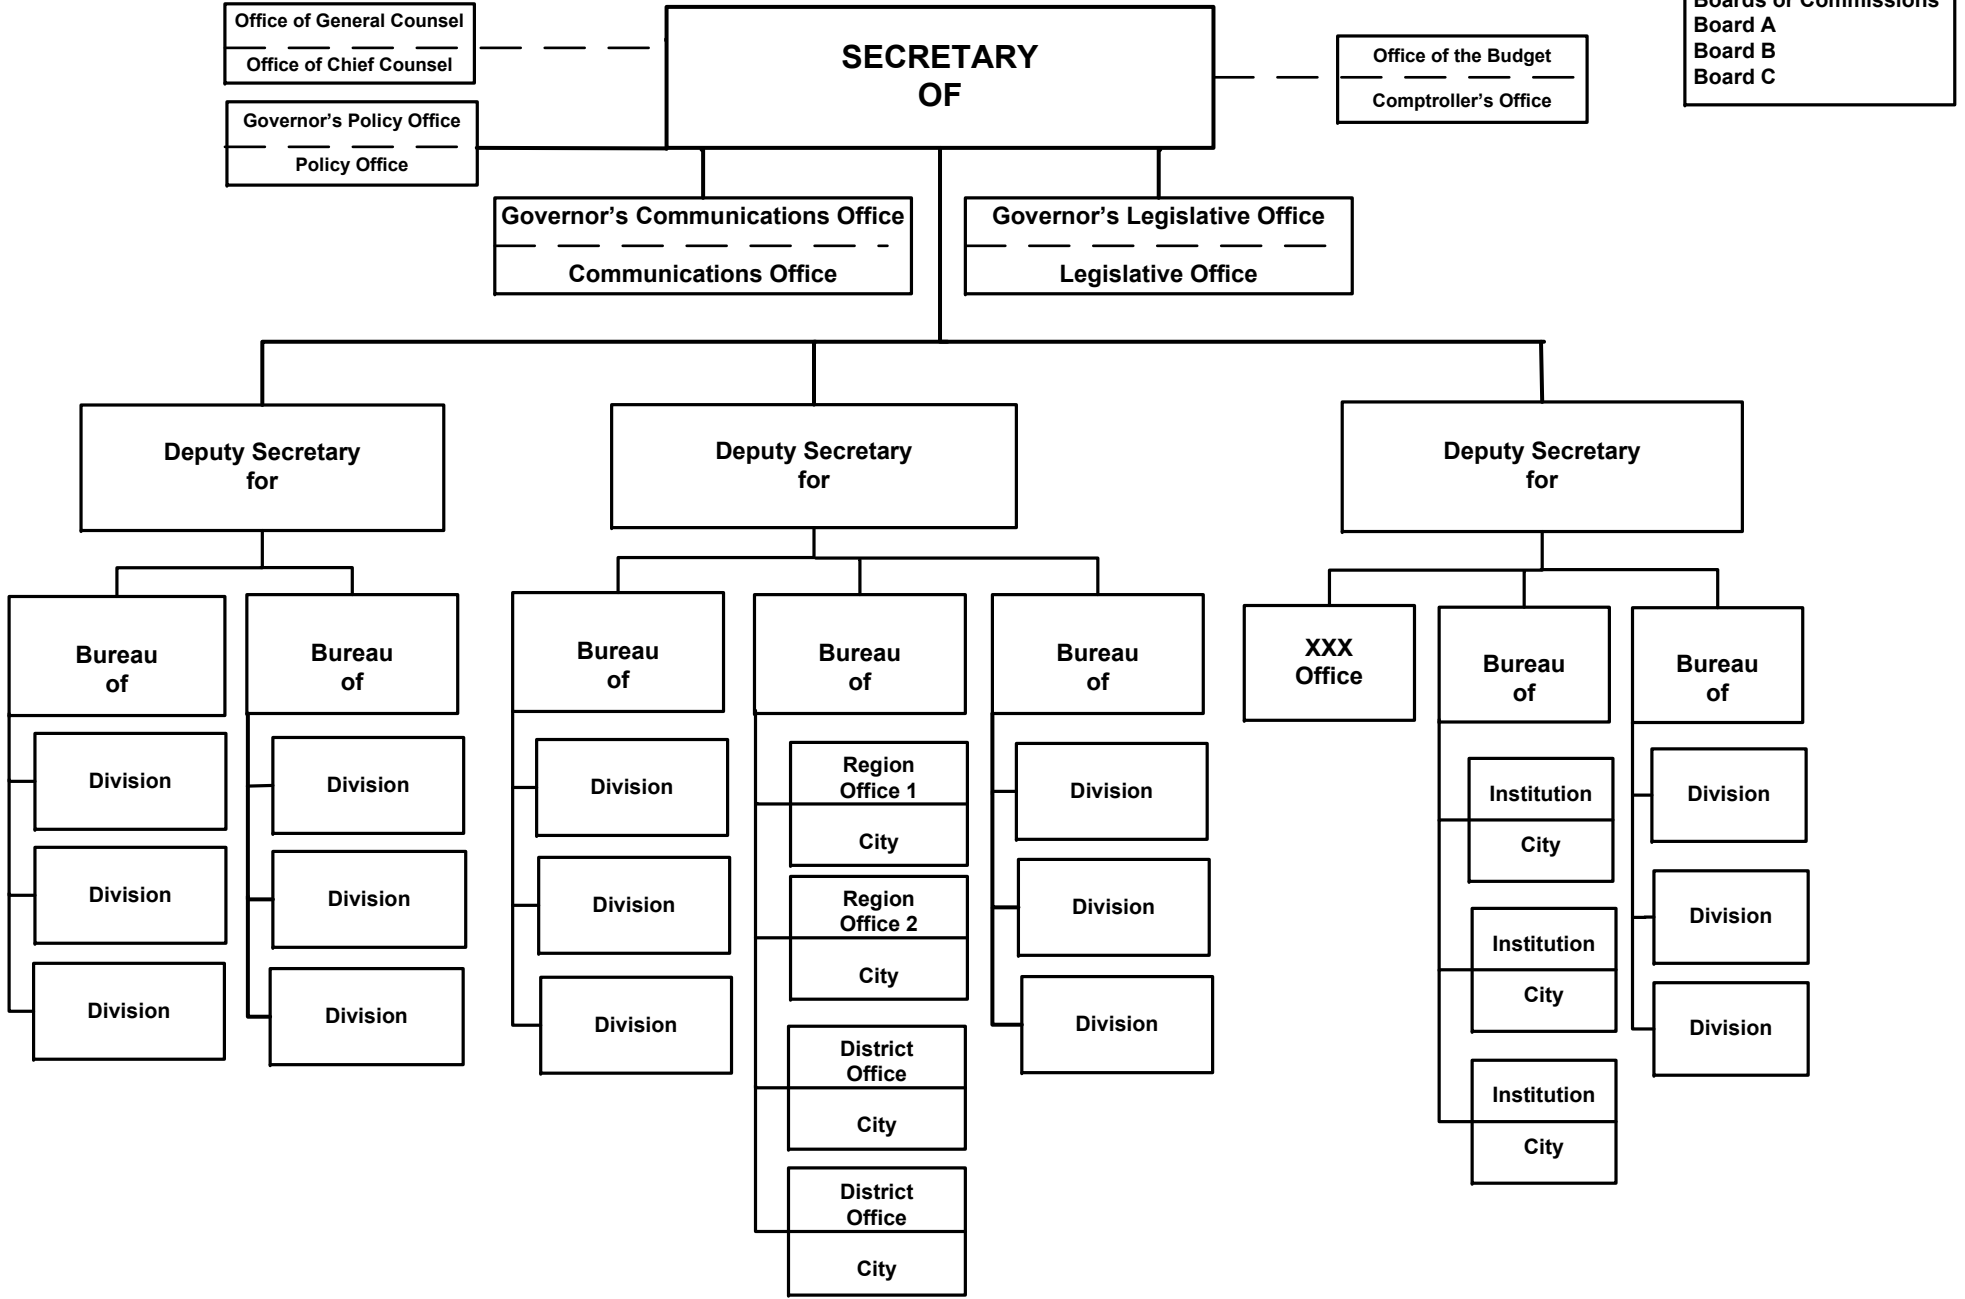 Office of General Counsel
Office of Chief Counsel
Governor's Policy Office
Policy Office
SECRETARY
OF
Office of the Budget
Comptroller's Office
Boards or Commissions
Board A
Board B
Board C
Governor's Communications Office
Communications Office
Governor's Legislative Office
Legislative Office
Deputy Secretary
for
Deputy Secretary
for
Deputy Secretary
for
Bureau
of
Division
Division
Division
Bureau
of
Division
Division
Division
Bureau
of
Division
Division
Division
Bureau
of
Region
Office 1
City
Region
Office 2
City
District
Office
City
District
Office
City
Bureau
of
Division
Division
Division
XXX
Office
Bureau
of
Institution
City
Institution
City
Institution
City
Bureau
of
Division
Division
Division